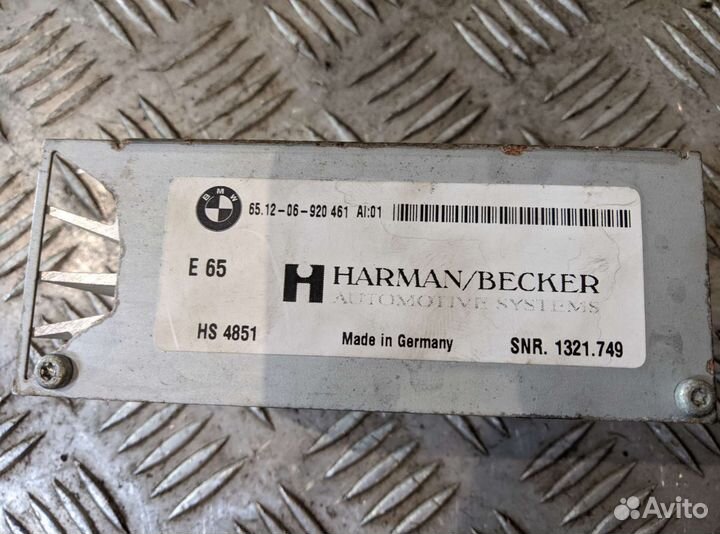 BMW
65.12-06-920 461 AI:01
E 65
HARMAN/BECKER
AUTOMOTIVE SYSTEMS
HS 4851
Made in Germany
SNR. 1321.749
Avito